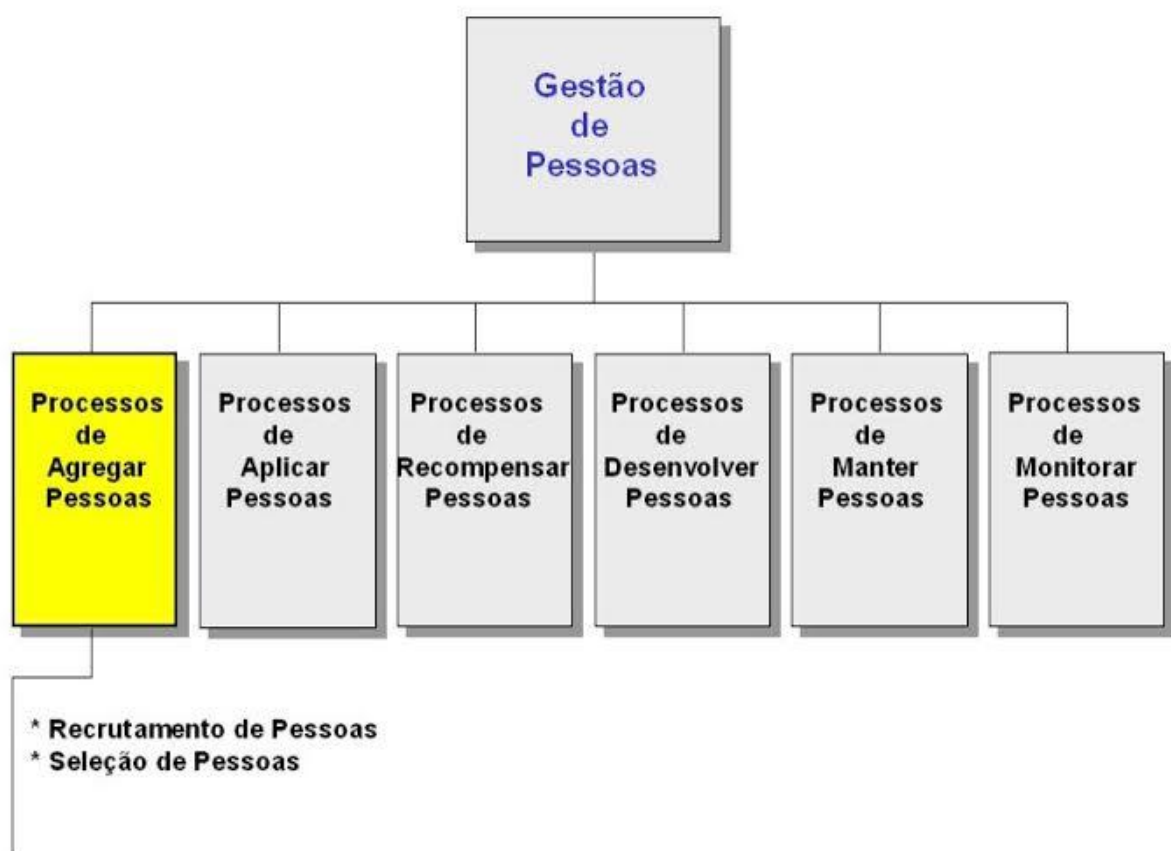 Gestão
de
Pessoas
Processos
de
Agregar
Pessoas
Processos
de
Aplicar
Pessoas
Processos
de
Recompensar
Pessoas
Processos
de
Desenvolver
Pessoas
Processos
de
Manter
Pessoas
Processos
de
Monitorar
Pessoas
* Recrutamento de Pessoas
* Seleção de Pessoas